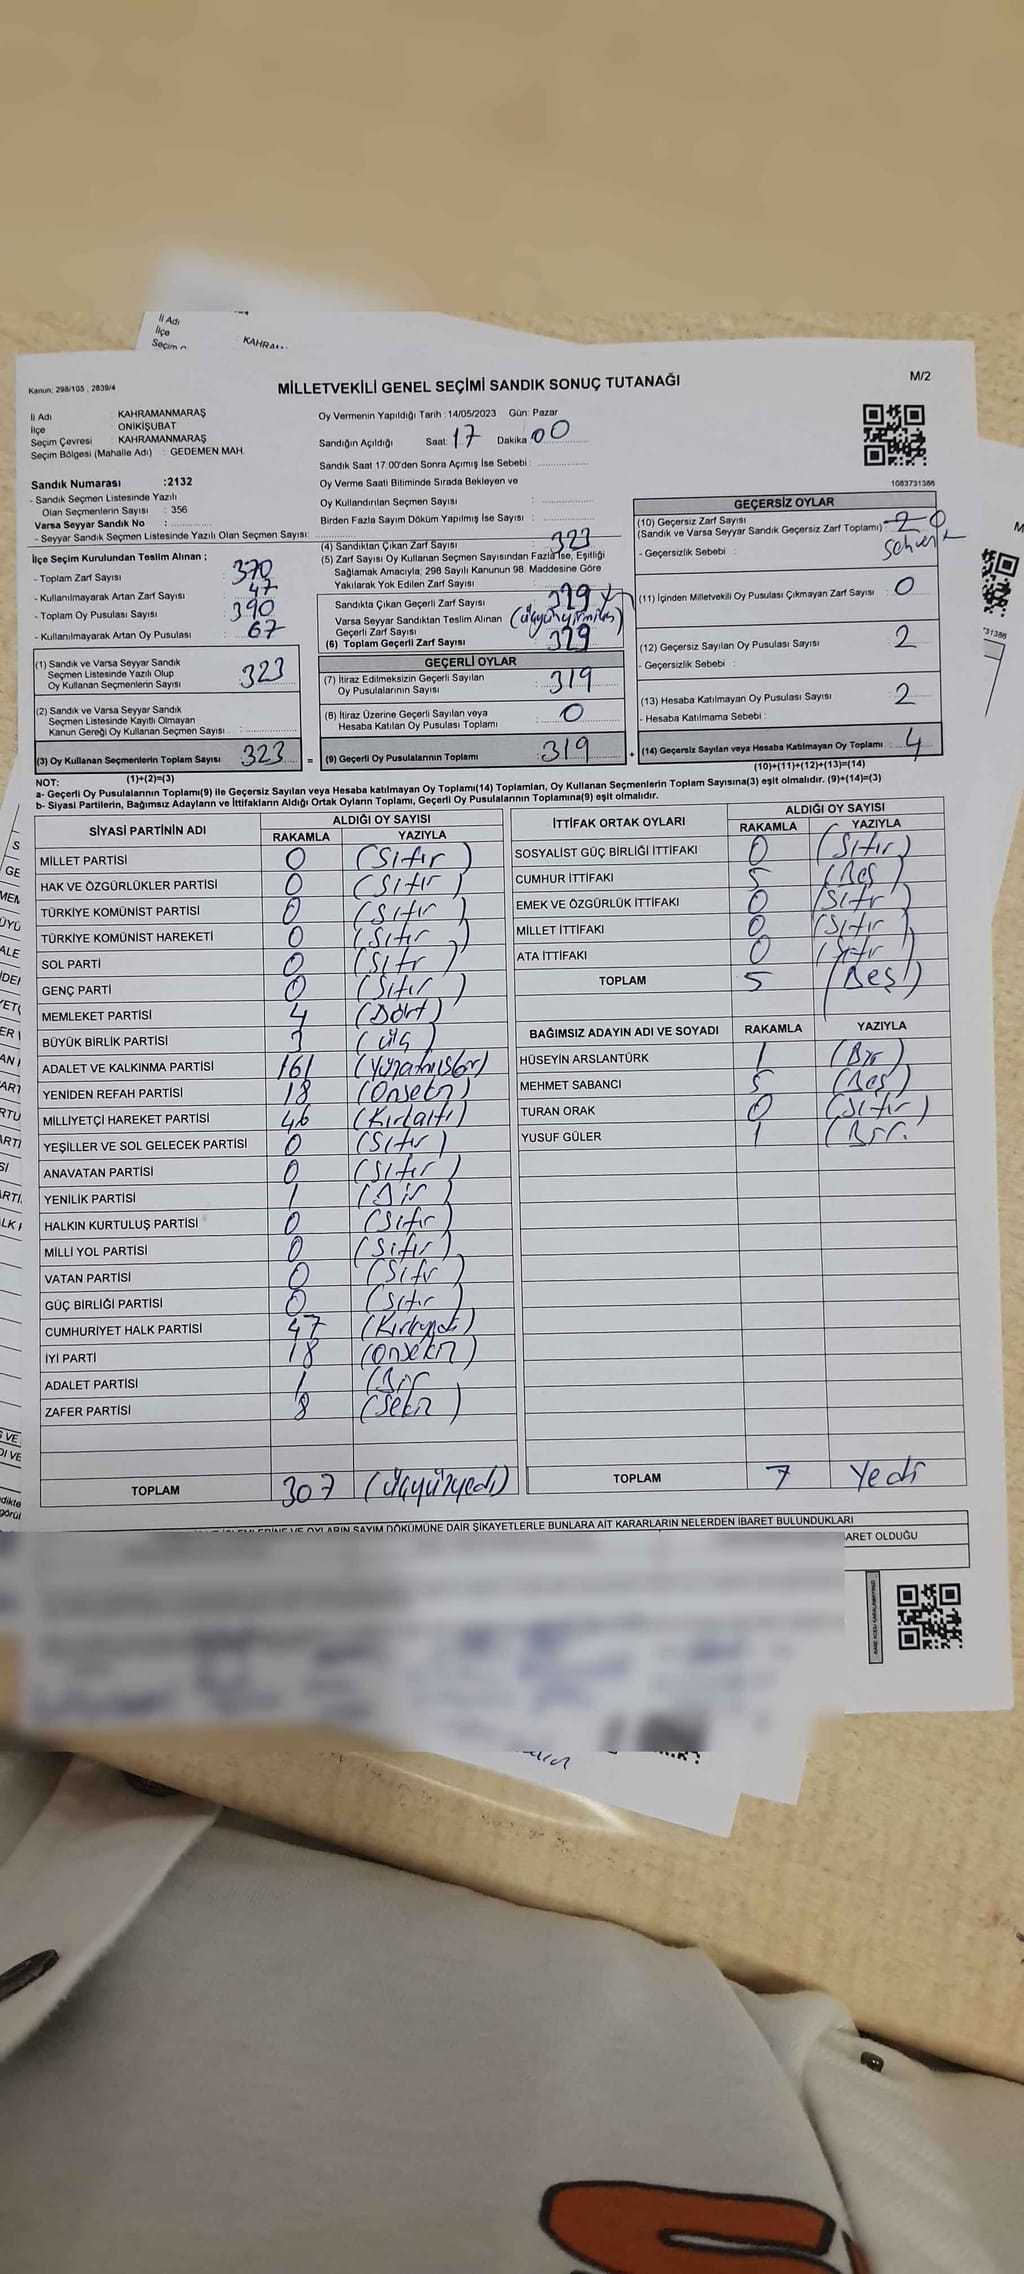 İl Adı
İlçe
KAHRA
Kanun: 298/105 , 2839/4
MİLLETVEKİLİ GENEL SEÇİMİ SANDIK SONUÇ TUTANAĞI
M/2
İl Adı : KAHRAMANMARAŞ
İlçe : ONİKİŞUBAT
Seçim Çevresi : KAHRAMANMARAŞ
Seçim Bölgesi (Mahalle Adı) : GEDEMEN MAH.
Sandık Numarası :2132
- Sandık Seçmen Listesinde Yazılı
Olan Seçmenlerin Sayısı : 356
Varsa Seyyar Sandık No :
- Seyyar Sandık Seçmen Listesinde Yazılı Olan Seçmen Sayısı:
Oy Vermenin Yapıldığı Tarih : 14/05/2023 Gün: Pazar
Sandığın Açıldığı Saat: 17 Dakika 00
Sandık Saat 17:00'den Sonra Açımış İse Sebebi :
Oy Verme Saati Bitiminde Sırada Bekleyen ve
Oy Kullandırılan Seçmen Sayısı :
Birden Fazla Sayım Döküm Yapılmış İse Sayısı :
1083731386
İlçe Seçim Kurulundan Teslim Alınan ;
- Toplam Zarf Sayısı : 370
- Kullanılmayarak Artan Zarf Sayısı : 47
- Toplam Oy Pusulası Sayısı : 390
- Kullanılmayarak Artan Oy Pusulası : 67
(1) Sandık ve Varsa Seyyar Sandık
Seçmen Listesinde Yazılı Olup
Oy Kullanan Seçmenlerin Sayısı : 323
(2) Sandık ve Varsa Seyyar Sandık
Seçmen Listesinde Kayıtlı Olmayan
Kanun Gereği Oy Kullanan Seçmen Sayısı :
(3) Oy Kullanan Seçmenlerin Toplam Sayısı : 323
(4) Sandıktan Çıkan Zarf Sayısı : 323
(5) Zarf Sayısı Oy Kullanan Seçmen Sayısından Fazla İse, Eşitliği
Sağlamak Amacıyla; 298 Sayılı Kanunun 98. Maddesine Göre
Yakılarak Yok Edilen Zarf Sayısı :
Sandıkta Çıkan Geçerli Zarf Sayısı : 329
Varsa Seyyar Sandıktan Teslim Alınan
Geçerli Zarf Sayısı
(6) Toplam Geçerli Zarf Sayısı : 329
GEÇERLİ OYLAR
(7) İtiraz Edilmeksizin Geçerli Sayılan
Oy Pusulalarının Sayısı : 319
(8) İtiraz Üzerine Geçerli Sayılan veya
Hesaba Katılan Oy Pusulası Toplamı : 0
= (9) Geçerli Oy Pusulalarının Toplamı : 319
GEÇERSİZ OYLAR
(10) Geçersiz Zarf Sayısı
(Sandık ve Varsa Seyyar Sandık Geçersiz Zarf Toplamı) : 2 0
- Geçersizlik Sebebi :
(11) İçinden Milletvekili Oy Pusulası Çıkmayan Zarf Sayısı : 0
(12) Geçersiz Sayılan Oy Pusulası Sayısı : 2
- Geçersizlik Sebebi :
(13) Hesaba Katılmayan Oy Pusulası Sayısı : 2
- Hesaba Katılmama Sebebi :
+ (14) Geçersiz Sayılan veya Hesaba Katılmayan Oy Toplamı : 4
NOT: (1)+(2)=(3)
(10)+(11)+(12)+(13)=(14)
a- Geçerli Oy Pusulalarının Toplamı(9) ile Geçersiz Sayılan veya Hesaba katılmayan Oy Toplamı(14) Toplamları, Oy Kullanan Seçmenlerin Toplam Sayısına(3) eşit olmalıdır. (9)+(14)=(3)
b- Siyasi Partilerin, Bağımsız Adayların ve İttifakların Aldığı Ortak Oyların Toplamı, Geçerli Oy Pusulalarının Toplamına(9) eşit olmalıdır.
SİYASİ PARTİNİN ADI ALDIĞI OY SAYISI
RAKAMLA YAZIYLA
MİLLET PARTİSİ 0 (Sıfır)
HAK VE ÖZGÜRLÜKLER PARTİSİ 0 (Sıfır)
TÜRKİYE KOMÜNİST PARTİSİ 0 (Sıfır)
TÜRKİYE KOMÜNİST HAREKETİ 0 (Sıfır)
SOL PARTİ 0 (Sıfır)
GENÇ PARTİ 0 (Sıfır)
MEMLEKET PARTİSİ 4 (Dört)
BÜYÜK BİRLİK PARTİSİ 3 (üç)
ADALET VE KALKINMA PARTİSİ 161 (Yüzatmışbir)
YENİDEN REFAH PARTİSİ 18 (Onsekiz)
MİLLİYETÇİ HAREKET PARTİSİ 46 (Kırkaltı)
YEŞİLLER VE SOL GELECEK PARTİSİ 0 (Sıfır)
ANAVATAN PARTİSİ 0 (Sıfır)
YENİLİK PARTİSİ 1 (Bir)
HALKIN KURTULUŞ PARTİSİ 0 (Sıfır)
MİLLİ YOL PARTİSİ 0 (Sıfır)
VATAN PARTİSİ 0 (Sıfır)
GÜÇ BİRLİĞİ PARTİSİ 0 (Sıfır)
CUMHURİYET HALK PARTİSİ 47 (Kırkyedi)
İYİ PARTİ 18 (Onsekiz)
ADALET PARTİSİ 1 (Bir
ZAFER PARTİSİ 8 (Sekiz)
TOPLAM 307 (Üçyüzyedi)
İTTİFAK ORTAK OYLARI ALDIĞI OY SAYISI
RAKAMLA YAZIYLA
SOSYALİST GÜÇ BİRLİĞİ İTTİFAKI 0 (Sıfır)
CUMHUR İTTİFAKI 5 (Beş)
EMEK VE ÖZGÜRLÜK İTTİFAKI 0 (Sıfır)
MİLLET İTTİFAKI 0 (Sıfır)
ATA İTTİFAKI 0 (Sıfır)
TOPLAM 5 (Beş)
BAĞIMSIZ ADAYIN ADI VE SOYADI RAKAMLA YAZIYLA
HÜSEYİN ARSLANTÜRK 1 (Bir)
MEHMET SABANCI 5 (Beş)
TURAN ORAK 0 (Sıfır)
YUSUF GÜLER 1 (Bir.
TOPLAM 7 Yedi
OYLARIN SAYIM DÖKÜMÜNE DAİR ŞİKAYETLERLE BUNLARA AİT KARARLARIN NELERDEN İBARET BULUNDUKLARI
ARET OLDUĞU